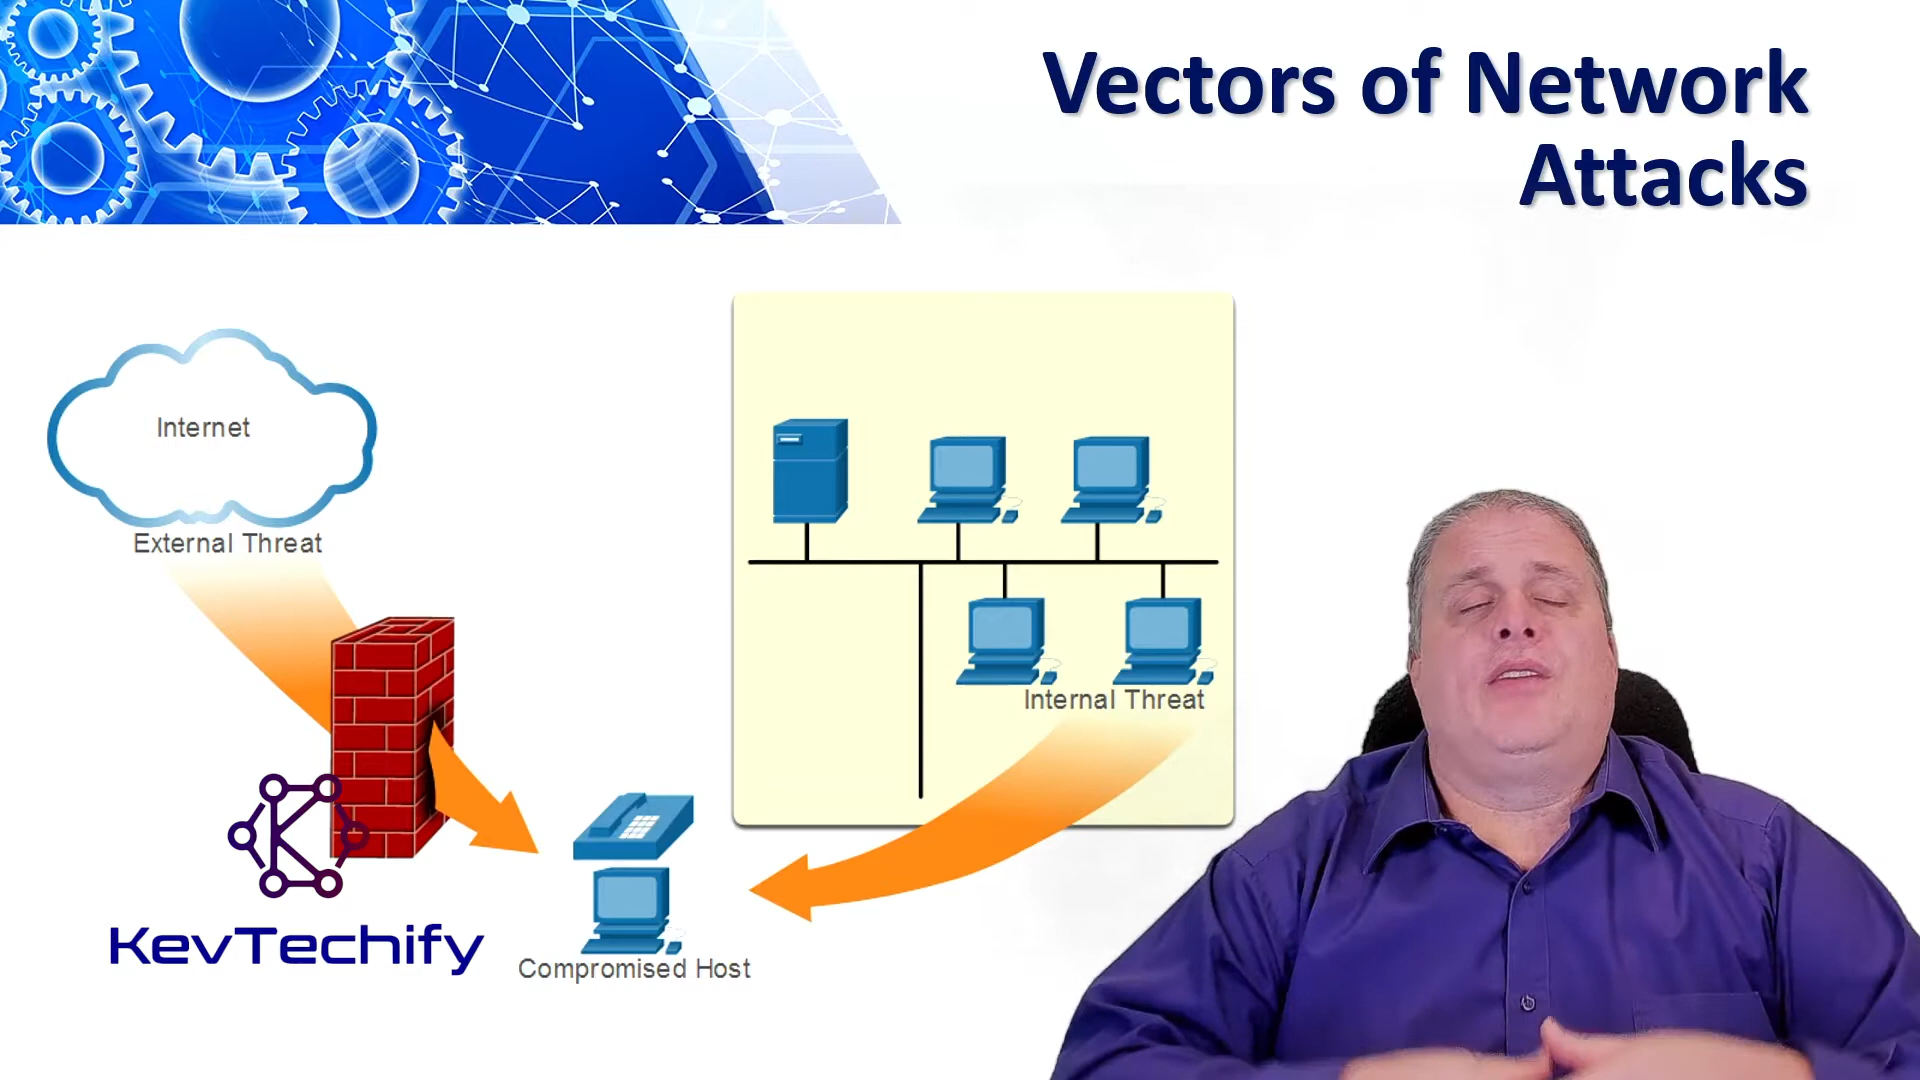 Vectors of Network
Attacks
Internet
External Threat
Internal Threat
KevTechify
Compromised Host